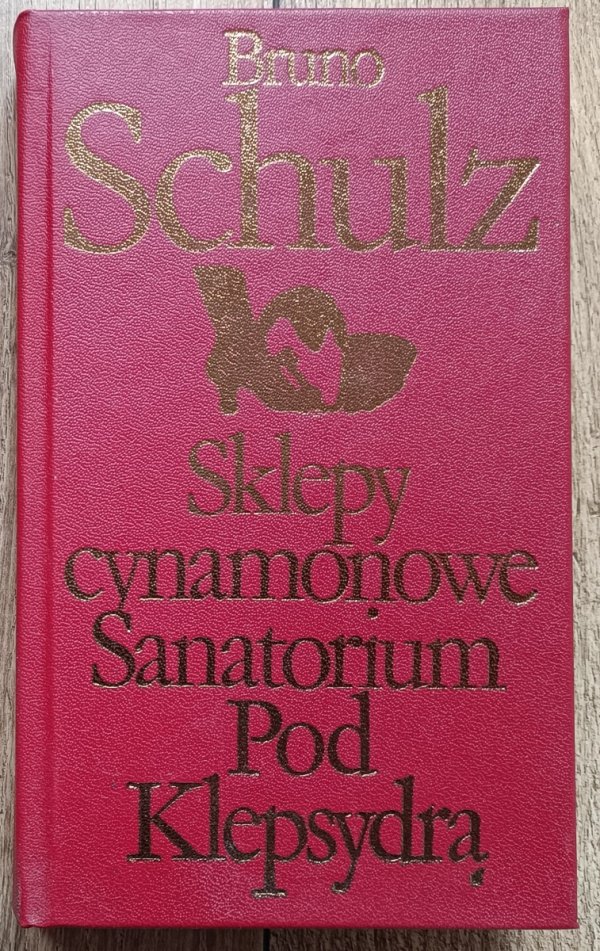 Bruno
Schulz
Sklepy
cynamonowe
Sanatorium
Pod
Klepsydrą